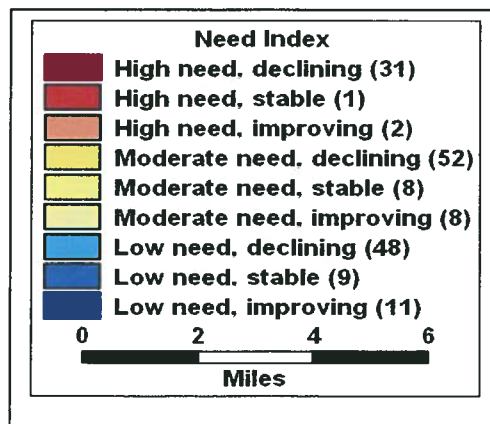 Need Index
High need, declining (31)
High need, stable (1)
High need, improving (2)
Moderate need, declining (52)
Moderate need, stable (8)
Moderate need, improving (8)
Low need, declining (48)
Low need, stable (9)
Low need, improving (11)
0 2 4 6
Miles